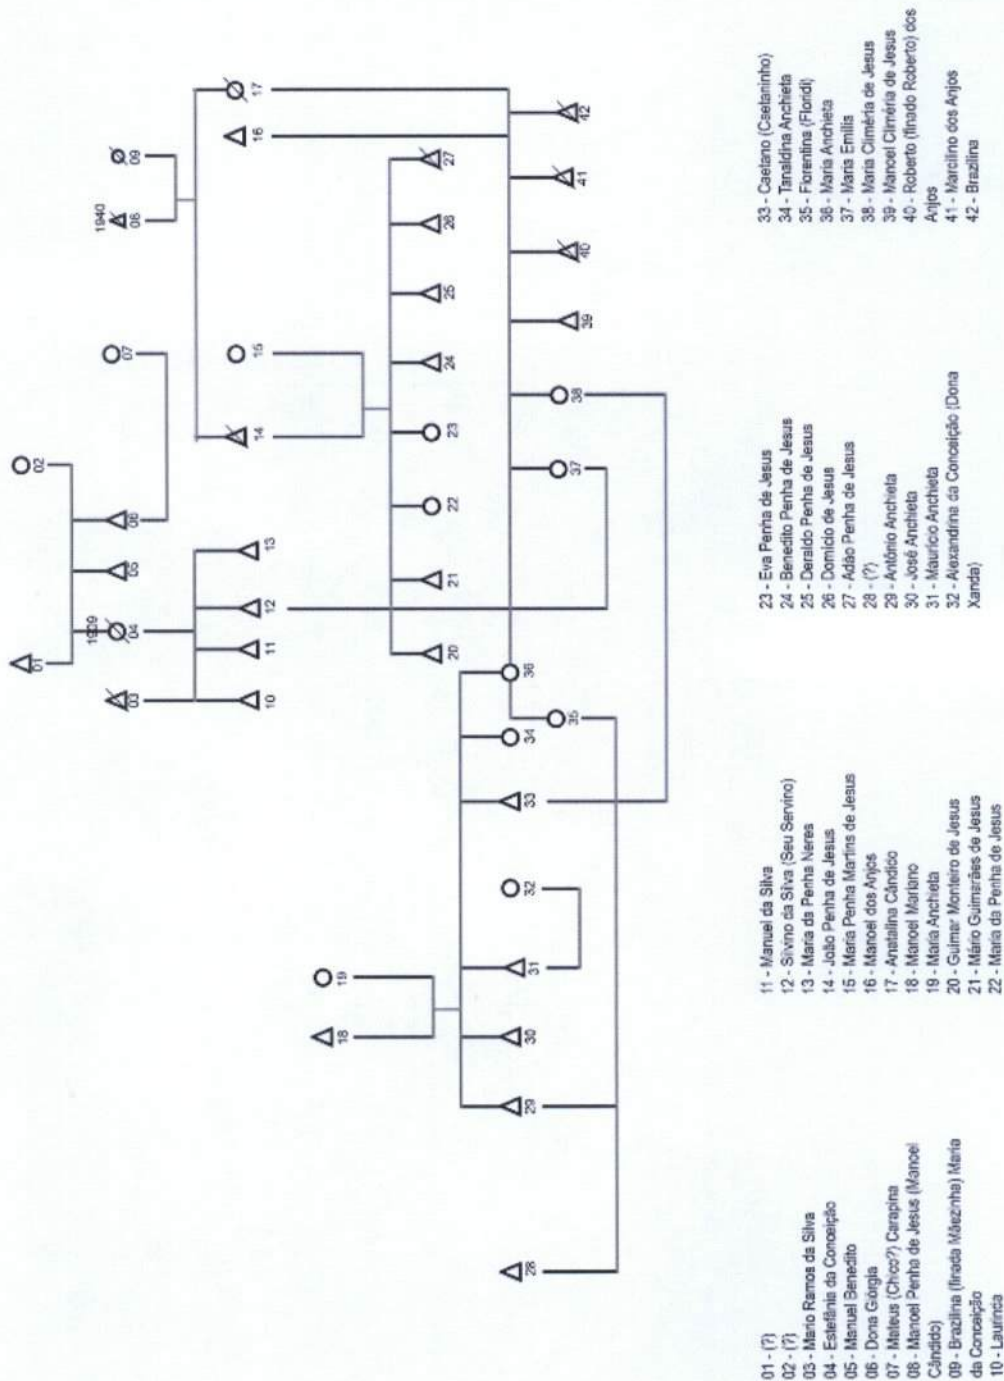 1909
1940
01
02
03
04
05
06
07
08
09
10
11
12
13
14
15
16
17
18
19
20
21
22
23
24
25
26
27
28
29
30
31
32
33
34
35
36
37
38
39
40
41
42
01 - (?)
02 - (?)
03 - Mario Ramos da Silva
04 - Estefânia da Conceição
05 - Manuel Benedito
06 - Dona Giórgia
07 - Mateus (Chico?) Carapina
08 - Manoel Penha de Jesus (Manoel
Cândido)
09 - Brazilina (finada Mãezinha) Maria
da Conceição
10 - Laurinda
11 - Manuel da Silva
12 - Silvino da Silva (Seu Servino)
13 - Maria da Penha Neres
14 - João Penha de Jesus
15 - Maria Penha Martins de Jesus
16 - Manoel dos Anjos
17 - Anatalina Cândido
18 - Manoel Mariano
19 - Maria Anchieta
20 - Guimar Monteiro de Jesus
21 - Mário Guimarães de Jesus
22 - Maria da Penha de Jesus
23 - Eva Penha de Jesus
24 - Benedito Penha de Jesus
25 - Deraldo Penha de Jesus
26 - Domício de Jesus
27 - Adão Penha de Jesus
28 - (?)
29 - Antônio Anchieta
30 - José Anchieta
31 - Maurício Anchieta
32 - Alexandrina da Conceição (Dona
Xanda)
33 - Caetano (Caetaninho)
34 - Tanaldina Anchieta
35 - Florentina (Floridi)
36 - Maria Anchieta
37 - Maria Emília
38 - Maria Climéria de Jesus
39 - Manoel Climéria de Jesus
40 - Roberto (finado Roberto) dos
Anjos
41 - Marcilino dos Anjos
42 - Brazilina